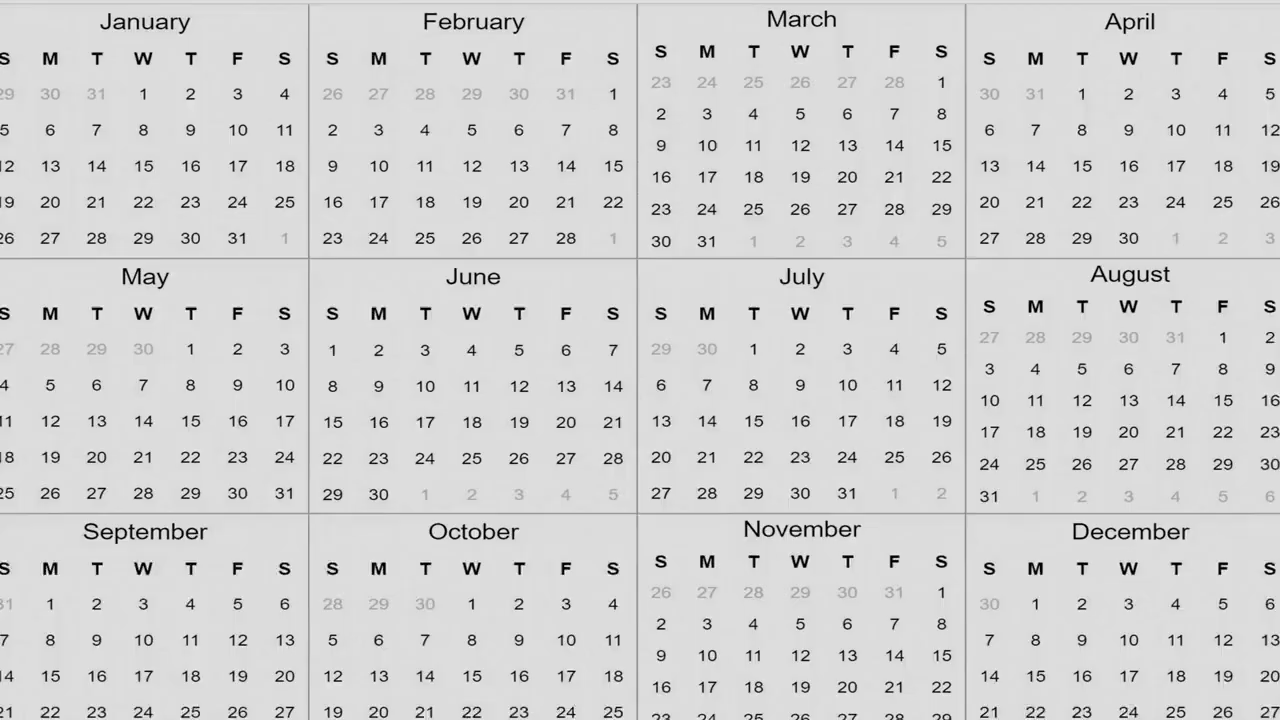 January February March April
S M T W T F S S M T W T F S S M T W T F S S M T W T F S
29 30 31 1 2 3 4 26 27 28 29 30 31 1 23 24 25 26 27 28 1 30 31 1 2 3 4 5
5 6 7 8 9 10 11 2 3 4 5 6 7 8 2 3 4 5 6 7 8 6 7 8 9 10 11 12
12 13 14 15 16 17 18 9 10 11 12 13 14 15 9 10 11 12 13 14 15 13 14 15 16 17 18 19
19 20 21 22 23 24 25 16 17 18 19 20 21 22 16 17 18 19 20 21 22 20 21 22 23 24 25 26
26 27 28 29 30 31 1 23 24 25 26 27 28 1 23 24 25 26 27 28 29 27 28 29 30 1 2 3
30 31 1 2 3 4 5
May June July August
S M T W T F S S M T W T F S S M T W T F S S M T W T F S
27 28 29 30 1 2 3 1 2 3 4 5 6 7 29 30 1 2 3 4 5 27 28 29 30 31 1 2
4 5 6 7 8 9 10 8 9 10 11 12 13 14 6 7 8 9 10 11 12 3 4 5 6 7 8 9
11 12 13 14 15 16 17 15 16 17 18 19 20 21 13 14 15 16 17 18 19 10 11 12 13 14 15 16
18 19 20 21 22 23 24 22 23 24 25 26 27 28 20 21 22 23 24 25 26 17 18 19 20 21 22 23
25 26 27 28 29 30 31 29 30 1 2 3 4 5 27 28 29 30 31 1 2 24 25 26 27 28 29 30
31 1 2 3 4 5 6
September October November December
S M T W T F S S M T W T F S S M T W T F S S M T W T F S
31 1 2 3 4 5 6 28 29 30 1 2 3 4 26 27 28 29 30 31 1 30 1 2 3 4 5 6
7 8 9 10 11 12 13 5 6 7 8 9 10 11 2 3 4 5 6 7 8 7 8 9 10 11 12 13
14 15 16 17 18 19 20 12 13 14 15 16 17 18 9 10 11 12 13 14 15 14 15 16 17 18 19 20
21 22 23 24 25 26 27 19 20 21 22 23 24 25 16 17 18 19 20 21 22 21 22 23 24 25 26 27
23 24 25 26 27 28 29